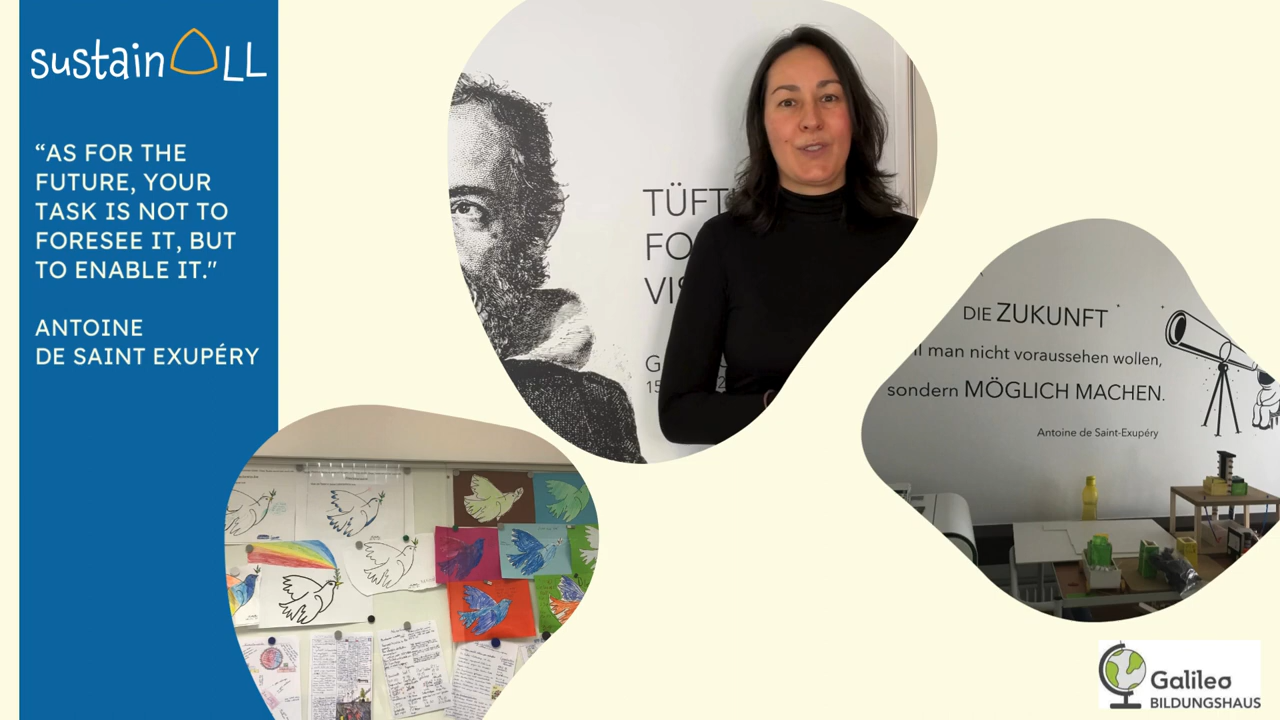 sustainALL
“AS FOR THE
FUTURE, YOUR
TASK IS NOT TO
FORESEE IT, BUT
TO ENABLE IT."
ANTOINE
DE SAINT EXUPÉRY
TÜFT
FO
VIS
G
15
2
DIE ZUKUNFT
man nicht voraussehen wollen,
sondern MÖGLICH MACHEN.
Antoine de Saint-Exupéry
Galileo
BILDUNGSHAUS